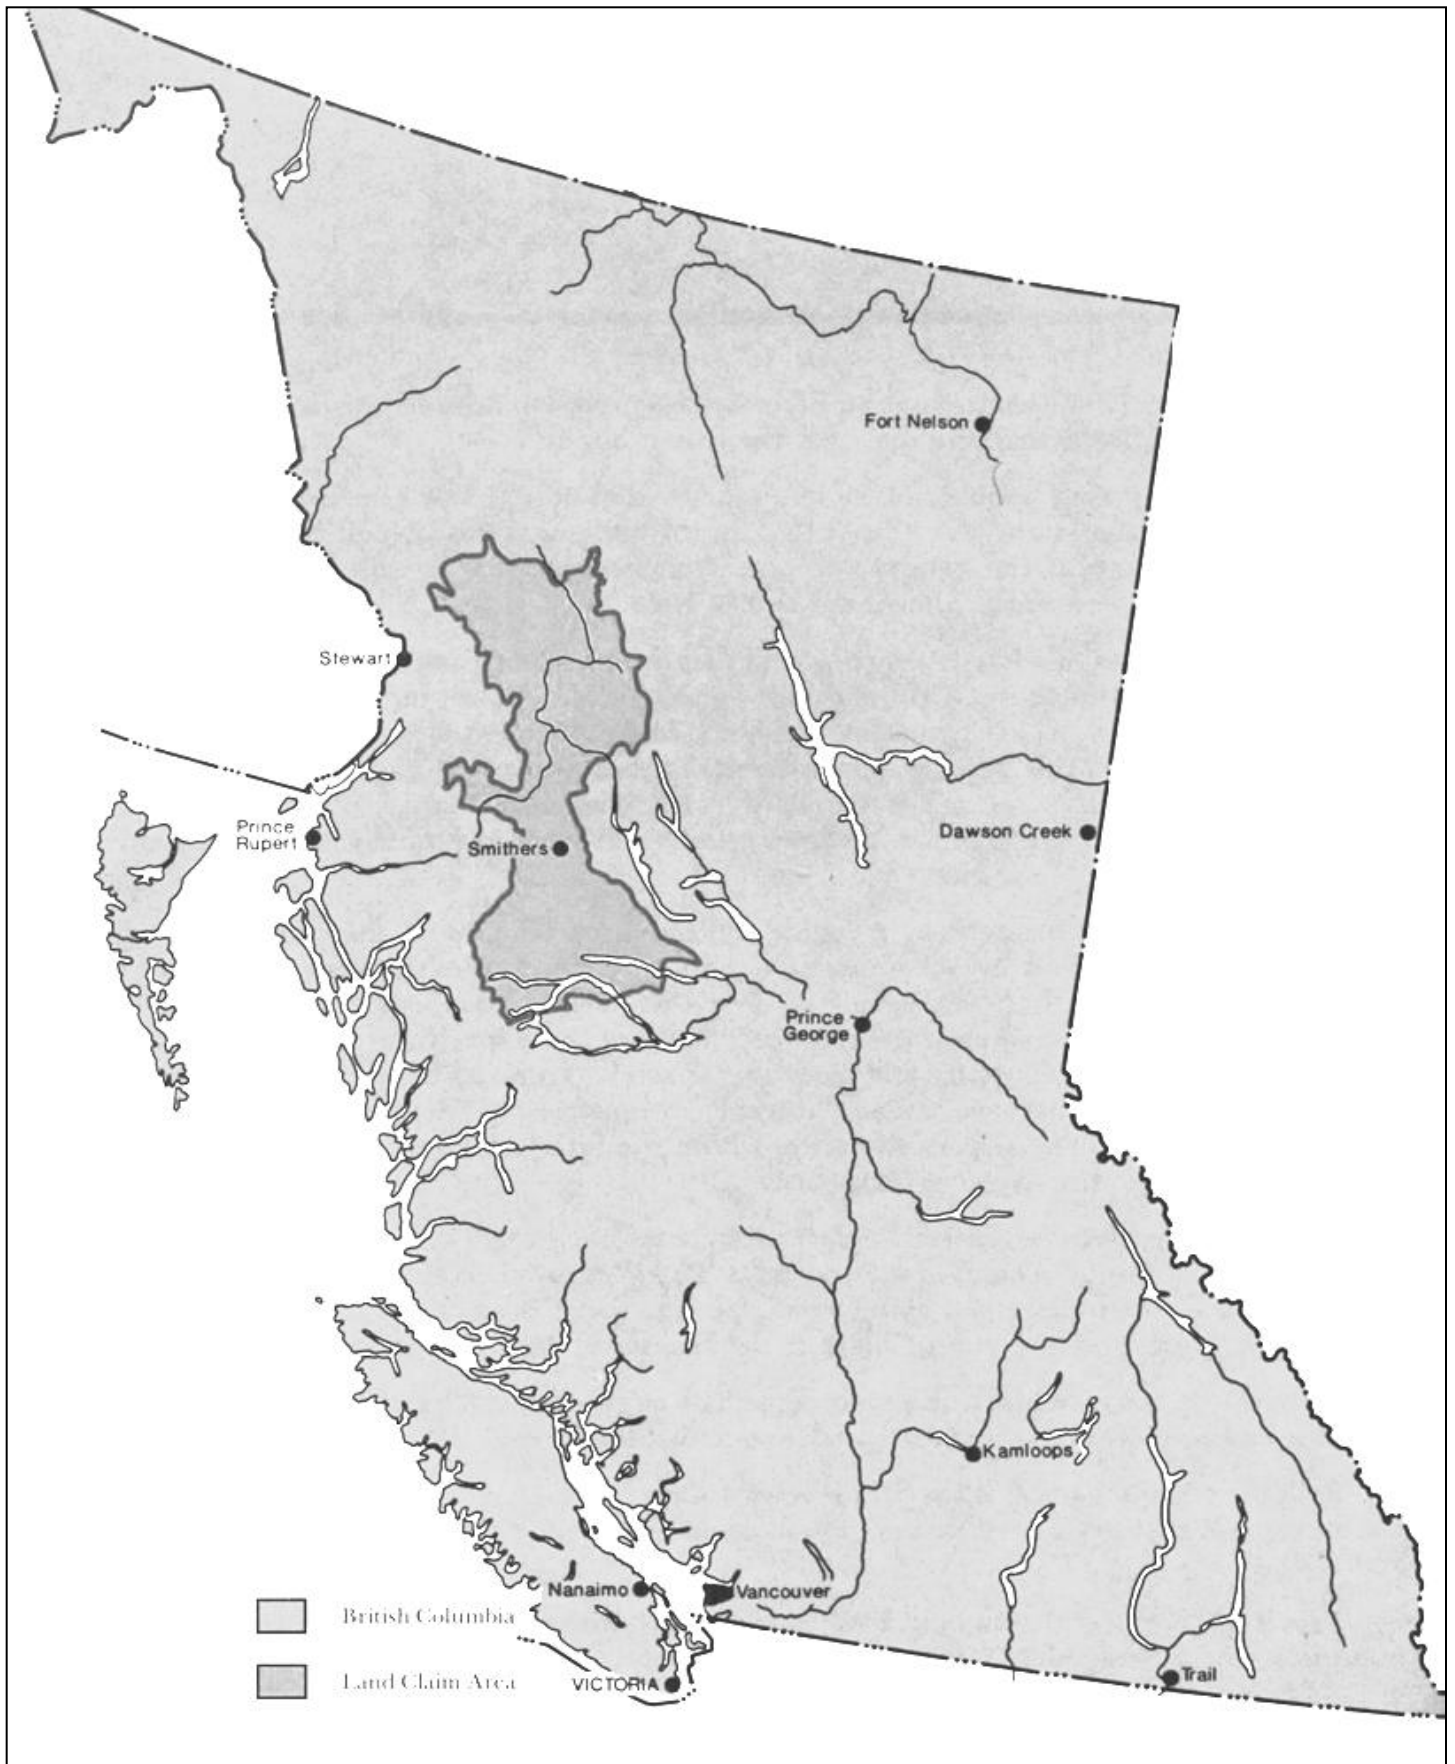 Fort Nelson
Stewart
Prince
Rupert
Smithers
Dawson Creek
Prince
George
Kamloops
Nanaimo
Vancouver
British Columbia
Land Claim Area
VICTORIA
Trail